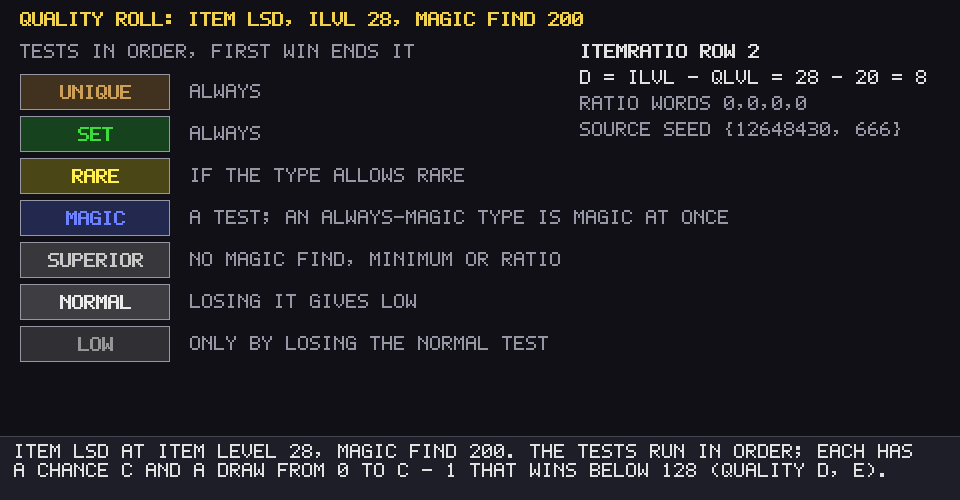 QUALITY ROLL: ITEM LSD, ILVL 28, MAGIC FIND 200
TESTS IN ORDER, FIRST WIN ENDS IT
ITEMRATIO ROW 2
D = ILVL - QLVL = 28 - 20 = 8
RATIO WORDS 0,0,0,0
SOURCE SEED {12648430, 666}
UNIQUE ALWAYS
SET ALWAYS
RARE IF THE TYPE ALLOWS RARE
MAGIC A TEST; AN ALWAYS-MAGIC TYPE IS MAGIC AT ONCE
SUPERIOR NO MAGIC FIND, MINIMUM OR RATIO
NORMAL LOSING IT GIVES LOW
LOW ONLY BY LOSING THE NORMAL TEST
ITEM LSD AT ITEM LEVEL 28, MAGIC FIND 200. THE TESTS RUN IN ORDER; EACH HAS
A CHANCE C AND A DRAW FROM 0 TO C - 1 THAT WINS BELOW 128 (QUALITY D, E).